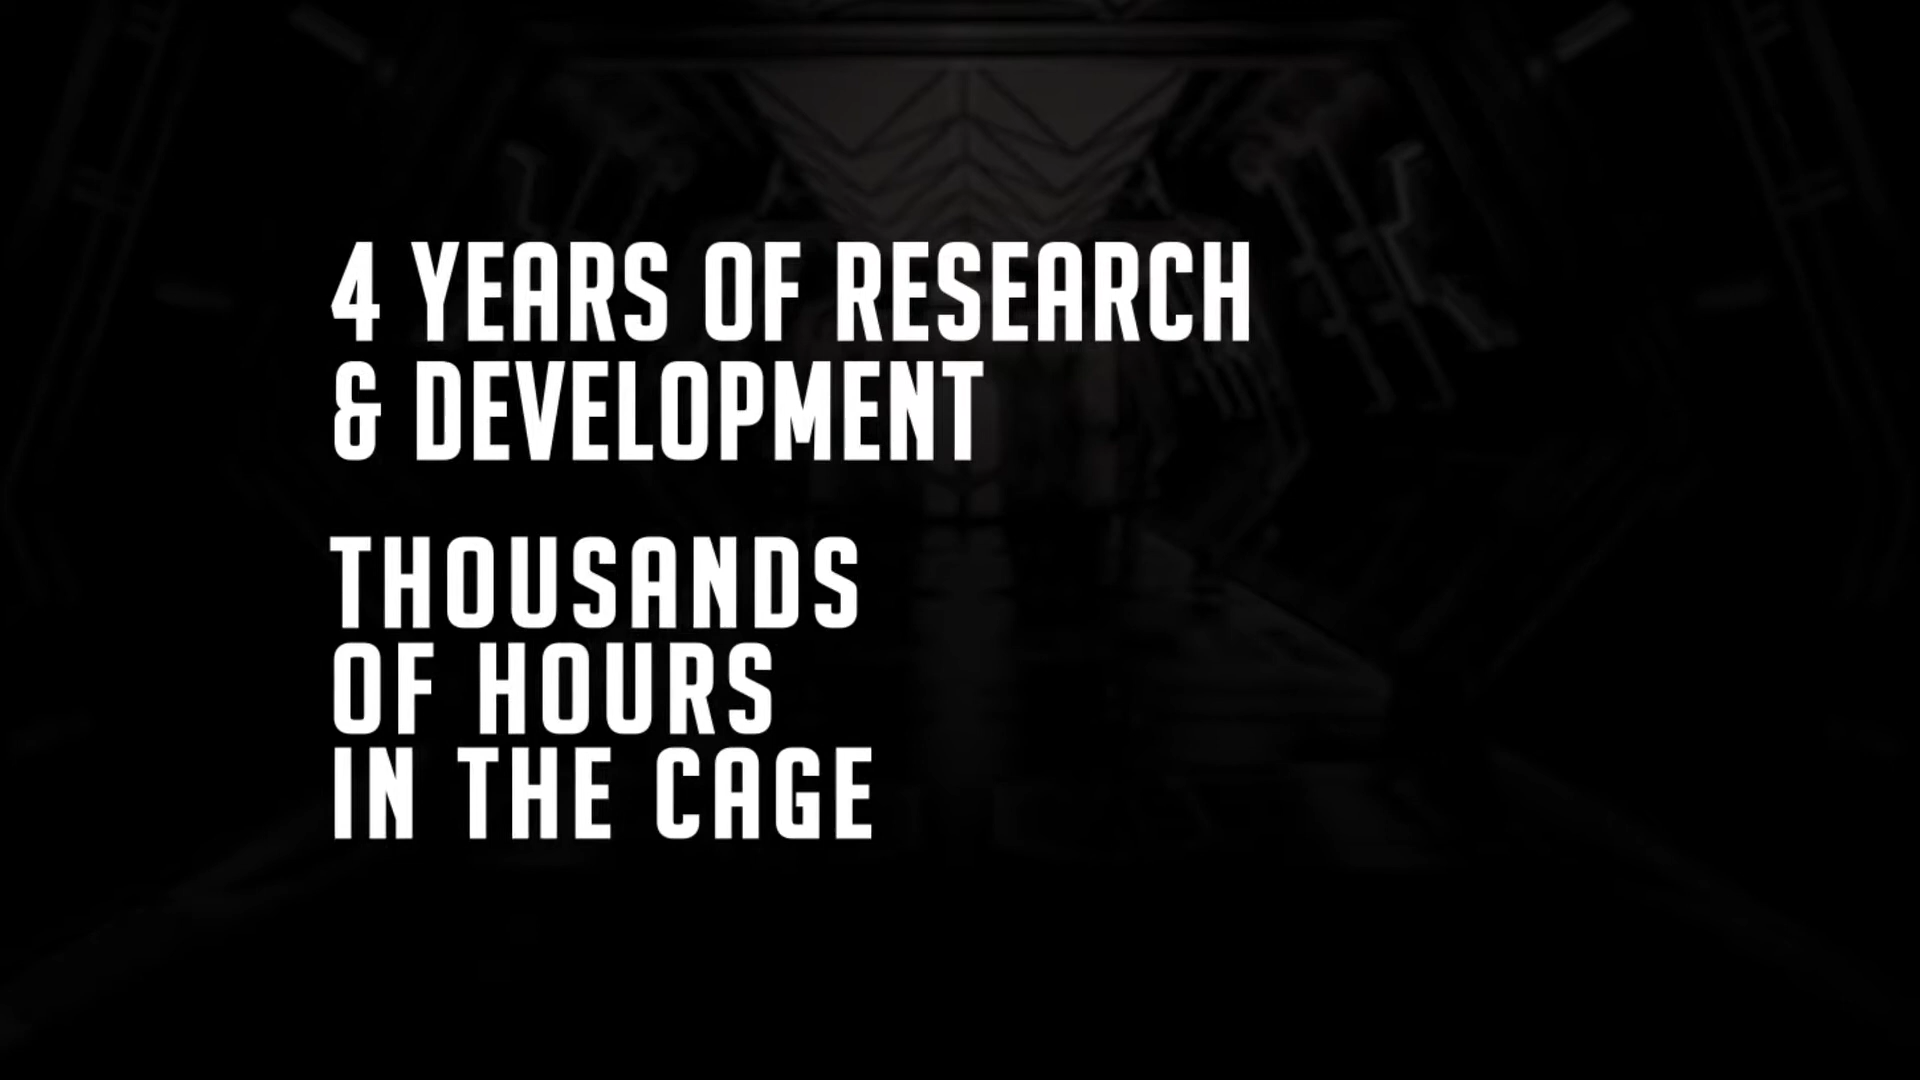 4 YEARS OF RESEARCH
& DEVELOPMENT
THOUSANDS
OF HOURS
IN THE CAGE